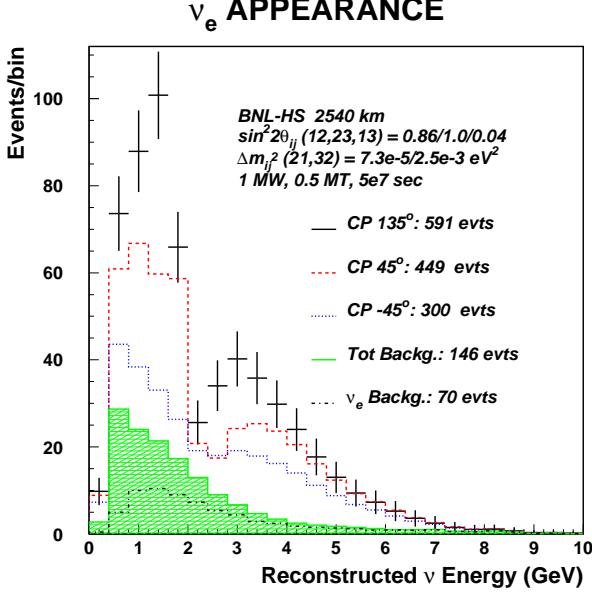 νe APPEARANCE
Events/bin
BNL-HS 2540 km
sin²2θij (12,23,13) = 0.86/1.0/0.04
Δmij² (21,32) = 7.3e-5/2.5e-3 eV²
1 MW, 0.5 MT, 5e7 sec
CP 135°: 591 evts
CP 45°: 449 evts
CP -45°: 300 evts
Tot Backg.: 146 evts
νe Backg.: 70 evts
100
80
60
40
20
0
0 1 2 3 4 5 6 7 8 9 10
Reconstructed ν Energy (GeV)